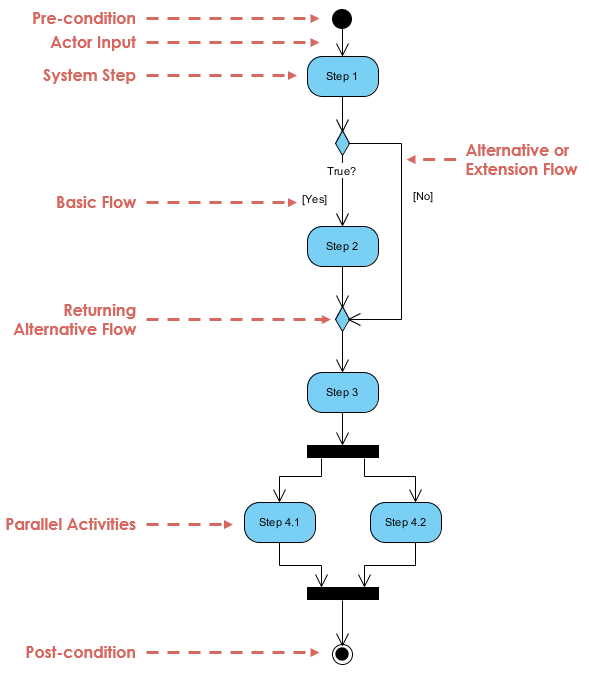 Pre-condition
Actor Input
System Step
Step 1
Alternative or
Extension Flow
True?
Basic Flow
[Yes]
[No]
Step 2
Returning
Alternative Flow
Step 3
Parallel Activities
Step 4.1
Step 4.2
Post-condition